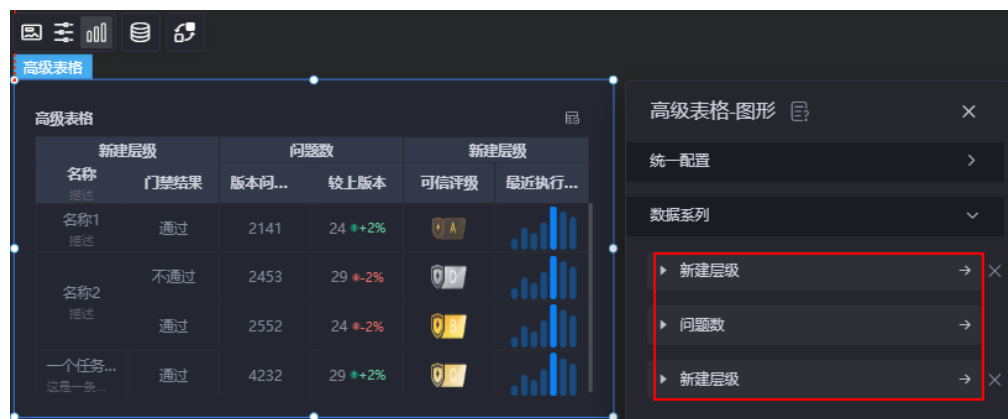 高级表格
高级表格
新建层级 问题数 新建层级
名称 门禁结果 版本问... 较上版本 可信评级 最近执行...
描述
名称1 通过 2141 24 +2% A
描述
不通过 2453 29 -2% D
名称2
描述
通过 2552 24 -2% B
一个任务... 通过 4232 29 +2% C
这是一条...
高级表格-图形
统一配置
数据系列
新建层级
问题数
新建层级